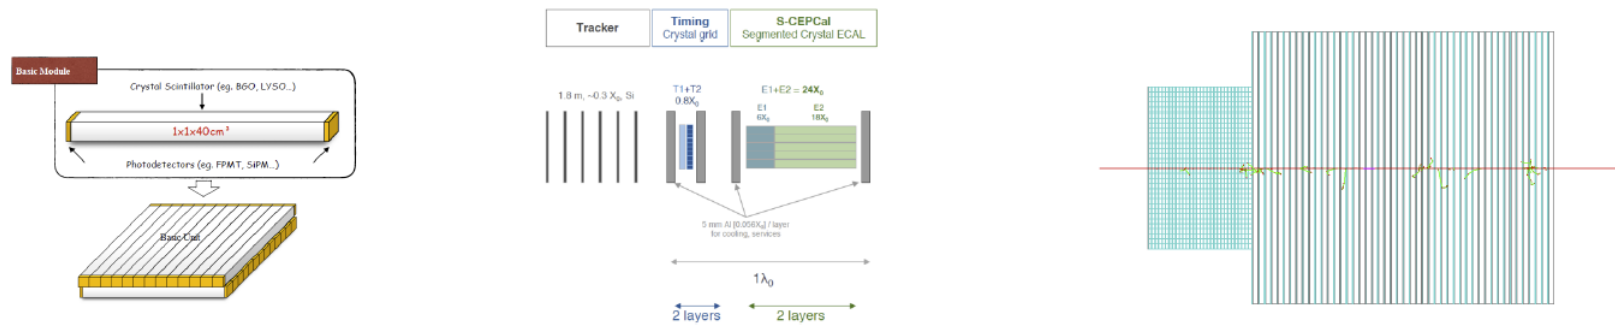 Basic Module
Crystal Scintillator (eg. BGO, LYSO...)
1x1x40cm³
Photodetectors (eg. FPMT, SiPM...)
Basic Unit
Tracker
Timing
Crystal grid
S-CEPCal
Segmented Crystal ECAL
1.8 m, ~0.3 X₀, Si
T1+T2
0.8X₀
E1+E2 = 24X₀
E1
6X₀
E2
18X₀
5 mm Al [0.056X₀] / layer
for cooling, services
1λ₀
2 layers
2 layers